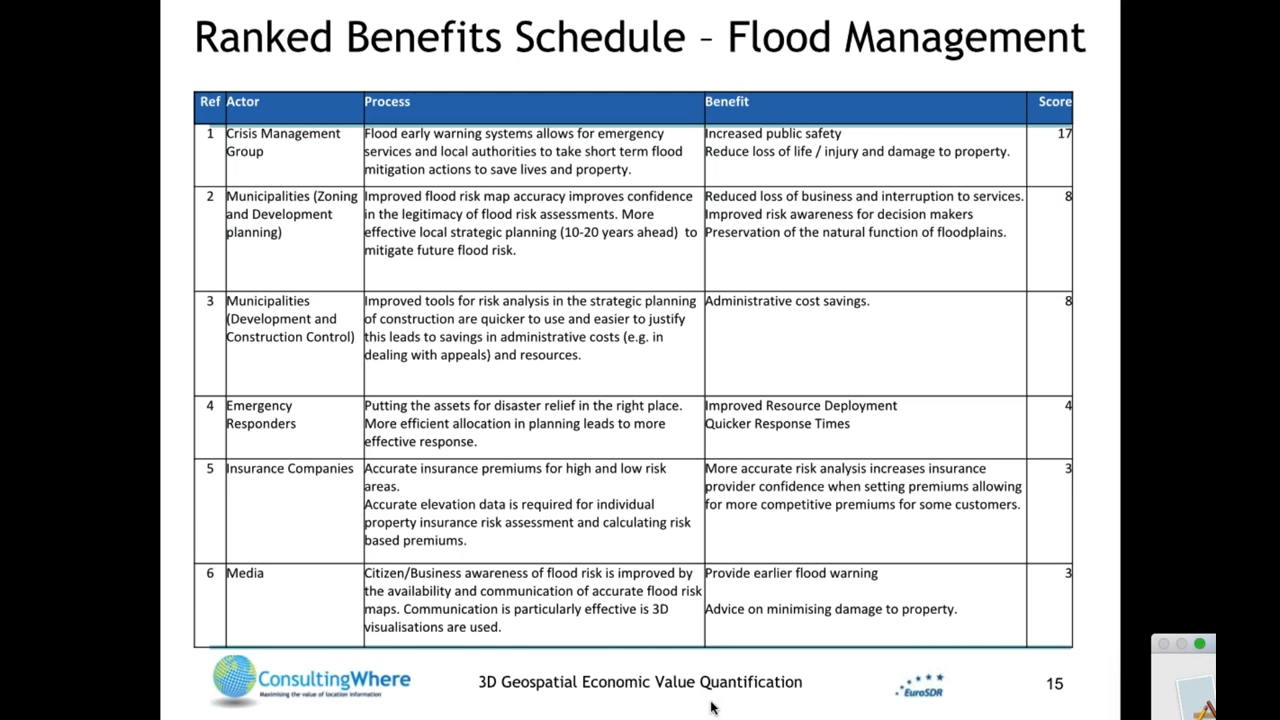 Ranked Benefits Schedule – Flood Management
Ref Actor Process Benefit Score
1 Crisis Management Group Flood early warning systems allows for emergency services and local authorities to take short term flood mitigation actions to save lives and property. Increased public safety Reduce loss of life / injury and damage to property. 17
2 Municipalities (Zoning and Development planning) Improved flood risk map accuracy improves confidence in the legitimacy of flood risk assessments. More effective local strategic planning (10-20 years ahead) to mitigate future flood risk. Reduced loss of business and interruption to services. Improved risk awareness for decision makers Preservation of the natural function of floodplains. 8
3 Municipalities (Development and Construction Control) Improved tools for risk analysis in the strategic planning of construction are quicker to use and easier to justify this leads to savings in administrative costs (e.g. in dealing with appeals) and resources. Administrative cost savings. 8
4 Emergency Responders Putting the assets for disaster relief in the right place. More efficient allocation in planning leads to more effective response. Improved Resource Deployment Quicker Response Times 4
5 Insurance Companies Accurate insurance premiums for high and low risk areas. Accurate elevation data is required for individual property insurance risk assessment and calculating risk based premiums. More accurate risk analysis increases insurance provider confidence when setting premiums allowing for more competitive premiums for some customers. 3
6 Media Citizen/Business awareness of flood risk is improved by the availability and communication of accurate flood risk maps. Communication is particularly effective is 3D visualisations are used. Provide earlier flood warning Advice on minimising damage to property. 3
ConsultingWhere
Maximising the value of location information
3D Geospatial Economic Value Quantification
EuroSDR
15